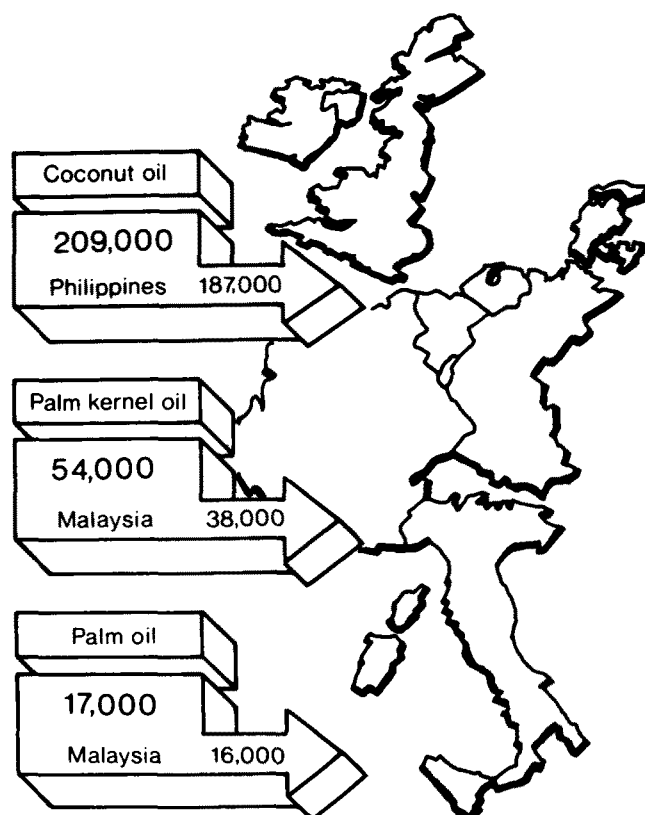 Coconut oil
209,000
Philippines 187,000
Palm kernel oil
54,000
Malaysia 38,000
Palm oil
17,000
Malaysia 16,000